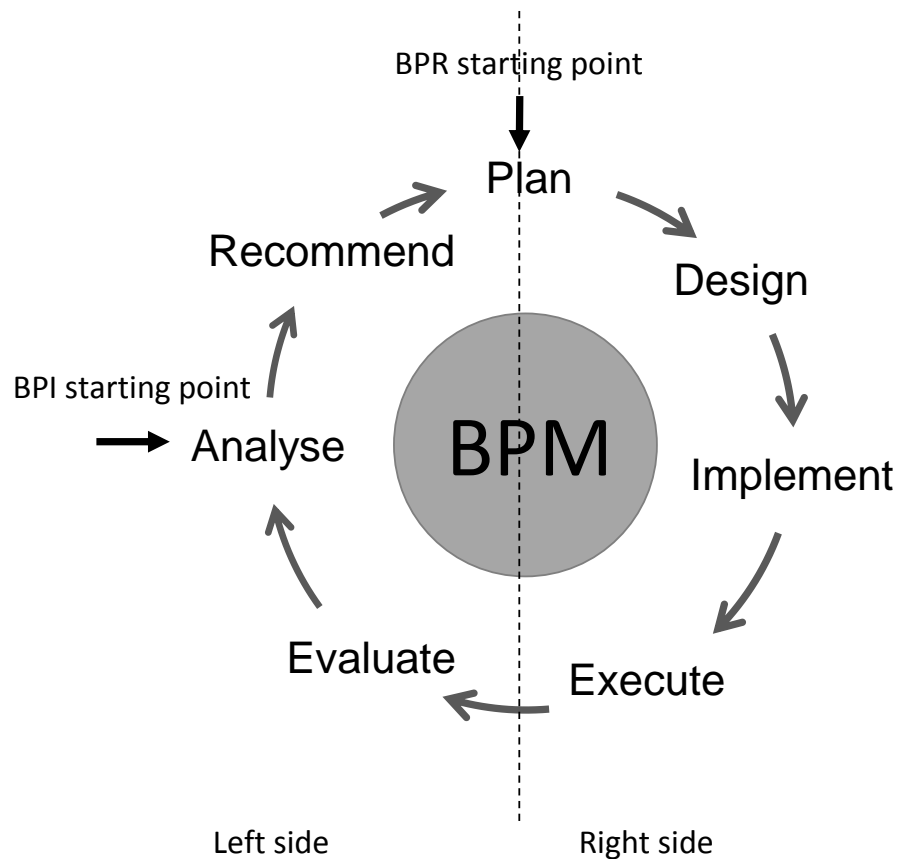 BPR starting point
Plan
Recommend
Design
BPI starting point
Analyse
BPM
Implement
Evaluate
Execute
Left side
Right side